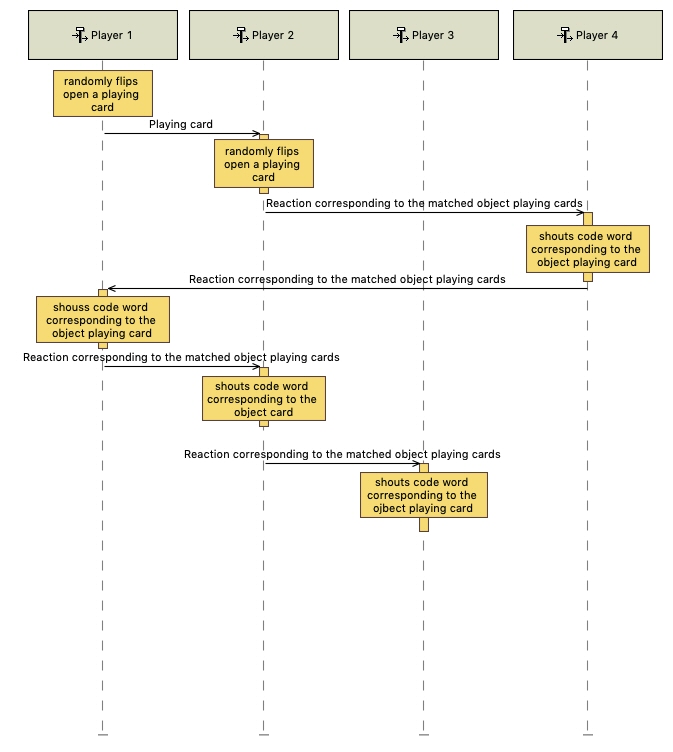 Player 1
Player 2
Player 3
Player 4
randomly flips
open a playing
card
Playing card
randomly flips
open a playing
card
Reaction corresponding to the matched object playing cards
shouts code word
corresponding to the
object playing card
Reaction corresponding to the matched object playing cards
shouss code word
corresponding to the
object playing card
Reaction corresponding to the matched object playing cards
shouts code word
corresponding to the
object card
Reaction corresponding to the matched object playing cards
shouts code word
corresponding to the
ojbect playing card